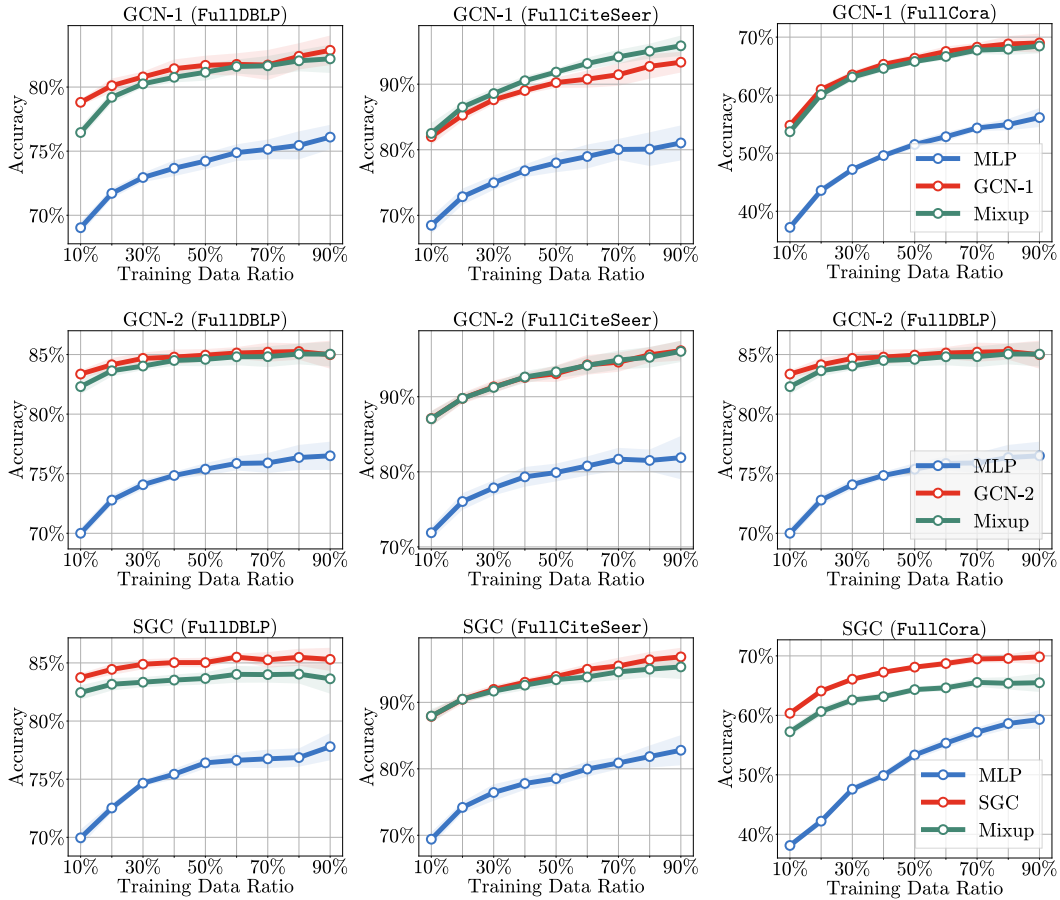 GCN-1 (FullDBLP)
Accuracy
80%
75%
70%
10% 30% 50% 70% 90%
Training Data Ratio
GCN-1 (FullCiteSeer)
Accuracy
90%
80%
70%
10% 30% 50% 70% 90%
Training Data Ratio
GCN-1 (FullCora)
Accuracy
70%
60%
50%
40%
MLP
GCN-1
Mixup
10% 30% 50% 70% 90%
Training Data Ratio
GCN-2 (FullDBLP)
Accuracy
85%
80%
75%
70%
10% 30% 50% 70% 90%
Training Data Ratio
GCN-2 (FullCiteSeer)
Accuracy
90%
80%
70%
10% 30% 50% 70% 90%
Training Data Ratio
GCN-2 (FullDBLP)
Accuracy
85%
80%
75%
70%
MLP
GCN-2
Mixup
10% 30% 50% 70% 90%
Training Data Ratio
SGC (FullDBLP)
Accuracy
85%
80%
75%
70%
10% 30% 50% 70% 90%
Training Data Ratio
SGC (FullCiteSeer)
Accuracy
90%
80%
70%
10% 30% 50% 70% 90%
Training Data Ratio
SGC (FullCora)
Accuracy
70%
60%
50%
40%
MLP
SGC
Mixup
10% 30% 50% 70% 90%
Training Data Ratio